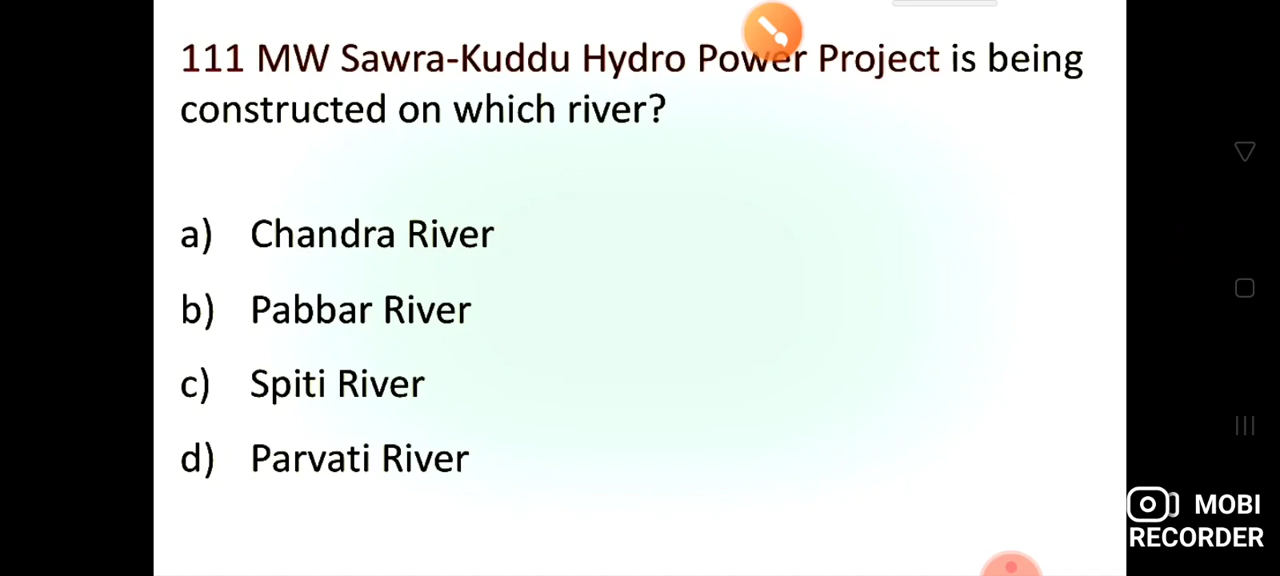 111 MW Sawra-Kuddu Hydro Power Project is being
constructed on which river?
a) Chandra River
b) Pabbar River
c) Spiti River
d) Parvati River
MOBI
RECORDER